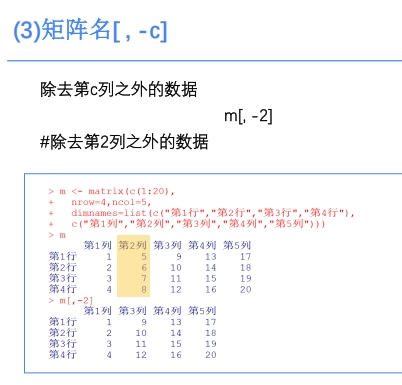 (3)矩阵名[ , -c]
除去第c列之外的数据
m[, -2]
#除去第2列之外的数据
> m <- matrix(c(1:20),
+ nrow=4,ncol=5,
+ dimnames=list(c("第1行","第2行","第3行","第4行"),
+ c("第1列","第2列","第3列","第4列","第5列")))
> m
第1列 第2列 第3列 第4列 第5列
第1行 1 5 9 13 17
第2行 2 6 10 14 18
第3行 3 7 11 15 19
第4行 4 8 12 16 20
> m[,-2]
第1列 第3列 第4列 第5列
第1行 1 9 13 17
第2行 2 10 14 18
第3行 3 11 15 19
第4行 4 12 16 20